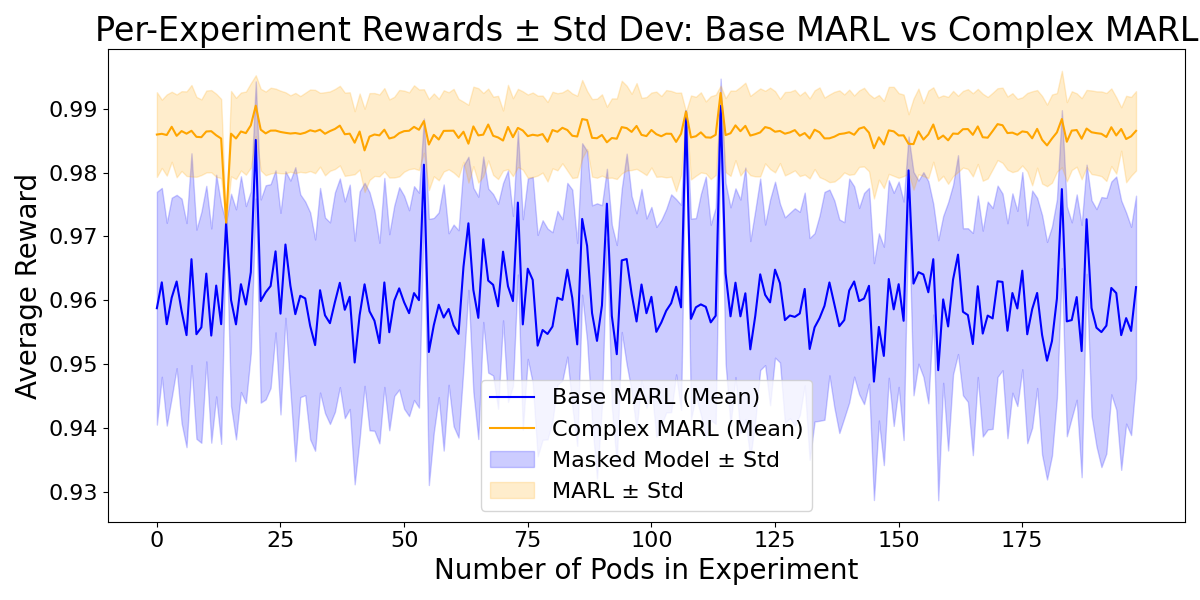 Per-Experiment Rewards ± Std Dev: Base MARL vs Complex MARL
Average Reward
0.99
0.98
0.97
0.96
0.95
0.94
0.93
Base MARL (Mean)
Complex MARL (Mean)
Masked Model ± Std
MARL ± Std
0 25 50 75 100 125 150 175
Number of Pods in Experiment